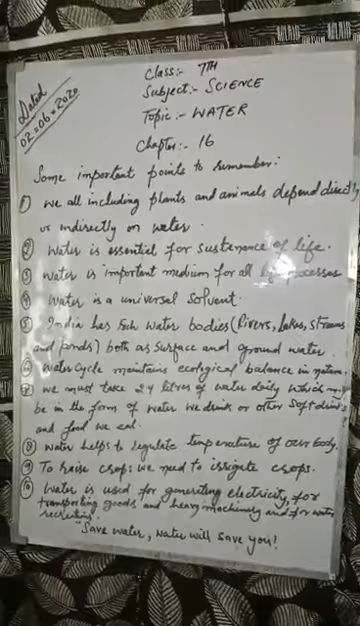 Dated
02-06-2020
Class:- 7TH
Subject:- SCIENCE
Topic:- WATER
Chapter:- 16
Some important points to remember:
① We all including plants and animals depend directly
or indirectly on water.
② Water is essential for sustenance of life.
③ Water is important medium for all life processes
④ Water is a universal solvent.
⑤ India has rich water bodies (Rivers, Lakes, streams
and ponds) both as surface and ground water.
⑥ Water Cycle maintains ecological balance in nature.
⑦ We must take 24 litres of water daily which may
be in the form of water we drink or other soft drinks
and food we eat.
⑧ Water helps to regulate temperature of our body.
⑨ To raise crops we need to irrigate crops.
⑩ Water is used for generating electricity, for
transporting goods and heavy machinery and for water
recreation.
"Save water, water will save you!